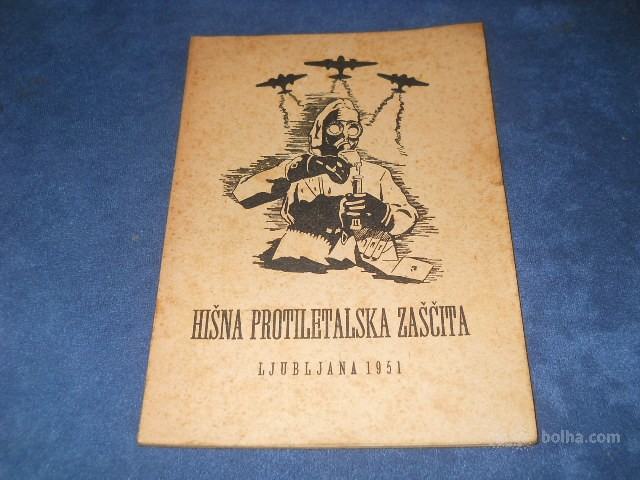 HIŠNA PROTILETALSKA ZAŠČITA
LJUBLJANA 1951
bolha.com